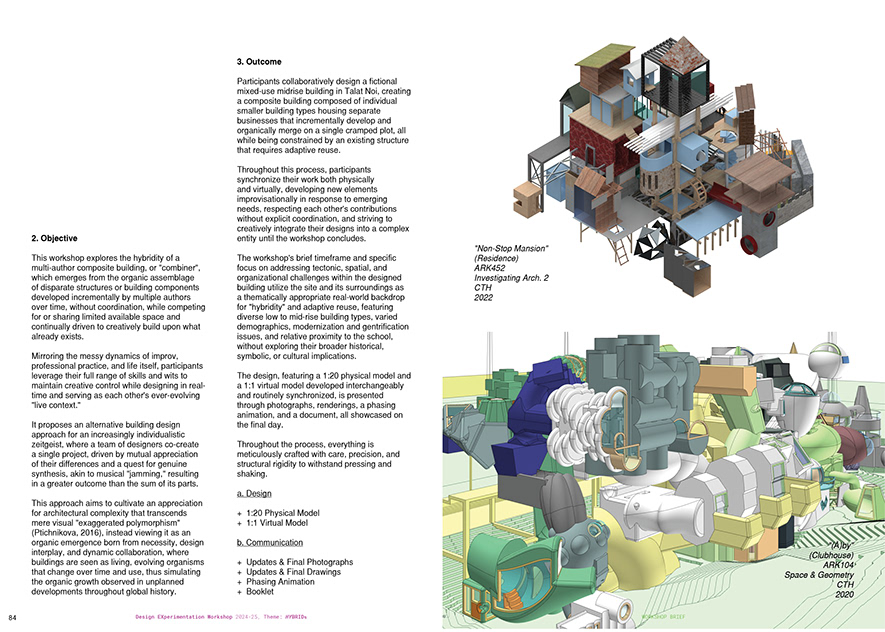 2. Objective
This workshop explores the hybridity of a
multi-author composite building, or "combiner",
which emerges from the organic assemblage
of disparate structures or building components
developed incrementally by multiple authors
over time, without coordination, while competing
for or sharing limited available space and
continually driven to creatively build upon what
already exists.
Mirroring the messy dynamics of improv,
professional practice, and life itself, participants
leverage their full range of skills and wits to
maintain creative control while designing in real-
time and serving as each other's ever-evolving
"live context."
It proposes an alternative building design
approach for an increasingly individualistic
zeitgeist, where a team of designers co-create
a single project, driven by mutual appreciation
of their differences and a quest for genuine
synthesis, akin to musical "jamming," resulting
in a greater outcome than the sum of its parts.
This approach aims to cultivate an appreciation
for architectural complexity that transcends
mere visual "exaggerated polymorphism"
(Ptichnikova, 2016), instead viewing it as an
organic emergence born from necessity, design
interplay, and dynamic collaboration, where
buildings are seen as living, evolving organisms
that change over time and use, thus simulating
the organic growth observed in unplanned
developments throughout global history.
3. Outcome
Participants collaboratively design a fictional
mixed-use midrise building in Talat Noi, creating
a composite building composed of individual
smaller building types housing separate
businesses that incrementally develop and
organically merge on a single cramped plot, all
while being constrained by an existing structure
that requires adaptive reuse.
Throughout this process, participants
synchronize their work both physically
and virtually, developing new elements
improvisationally in response to emerging
needs, respecting each other's contributions
without explicit coordination, and striving to
creatively integrate their designs into a complex
entity until the workshop concludes.
The workshop's brief timeframe and specific
focus on addressing tectonic, spatial, and
organizational challenges within the designed
building utilize the site and its surroundings as
a thematically appropriate real-world backdrop
for "hybridity" and adaptive reuse, featuring
diverse low to mid-rise building types, varied
demographics, modernization and gentrification
issues, and relative proximity to the school,
without exploring their broader historical,
symbolic, or cultural implications.
The design, featuring a 1:20 physical model and
a 1:1 virtual model developed interchangeably
and routinely synchronized, is presented
through photographs, renderings, a phasing
animation, and a document, all showcased on
the final day.
Throughout the process, everything is
meticulously crafted with care, precision, and
structural rigidity to withstand pressing and
shaking.
a. Design
+ 1:20 Physical Model
+ 1:1 Virtual Model
b. Communication
+ Updates & Final Photographs
+ Updates & Final Drawings
+ Phasing Animation
+ Booklet
"Non-Stop Mansion"
(Residence)
ARK452
Investigating Arch. 2
CTH
2022
"(A)by"
(Clubhouse)
ARK104
Space & Geometry
CTH
2020
84
Design EXperimentation Workshop 2024-25. Theme: HYBRIDs
WORKSHOP BRIEF